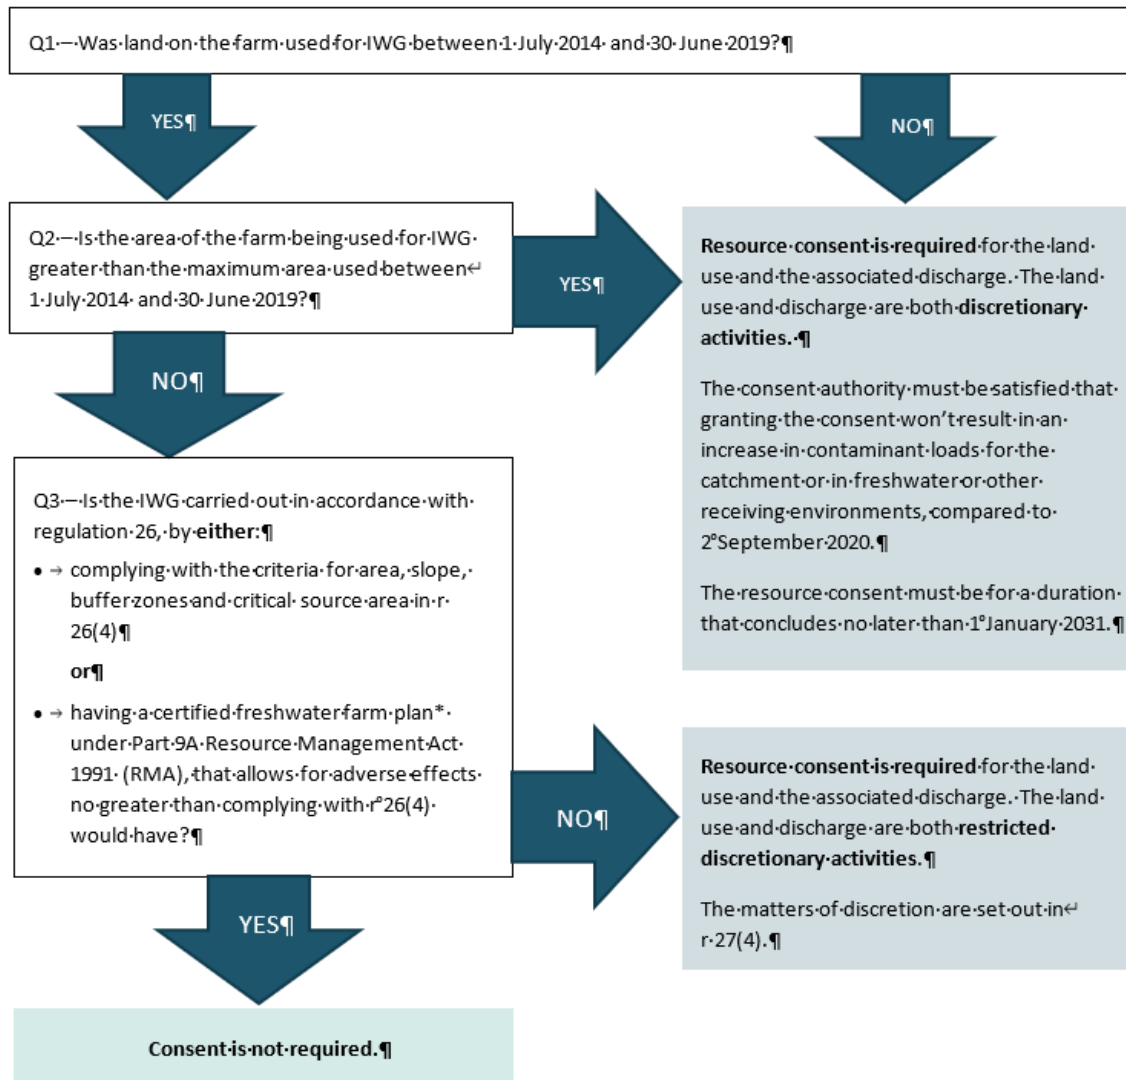 Q1·–·Was·land·on·the·farm·used·for·IWG·between·1·July·2014·and·30·June·2019?¶
YES¶
NO¶
Q2·–·Is·the·area·of·the·farm·being·used·for·IWG·
greater·than·the·maximum·area·used·between↵
1·July·2014·and·30·June·2019?¶
YES¶
Resource·consent·is·required·for·the·land·
use·and·the·associated·discharge.·The·land·
use·and·discharge·are·both·discretionary·
activities.·¶
The·consent·authority·must·be·satisfied·that·
granting·the·consent·won't·result·in·an·
increase·in·contaminant·loads·for·the·
catchment·or·in·freshwater·or·other·
receiving·environments,·compared·to·
2°September·2020.¶
The·resource·consent·must·be·for·a·duration·
that·concludes·no·later·than·1°January·2031.¶
NO¶
Q3·–·Is·the·IWG·carried·out·in·accordance·with·
regulation·26,·by·either:¶
• → complying·with·the·criteria·for·area,·slope,·
buffer·zones·and·critical·source·area·in·r·
26(4)¶
or¶
• → having·a·certified·freshwater·farm·plan*·
under·Part·9A·Resource·Management·Act·
1991·(RMA),·that·allows·for·adverse·effects·
no·greater·than·complying·with·r°26(4)·
would·have?¶
NO¶
Resource·consent·is·required·for·the·land·
use·and·the·associated·discharge.·The·land·
use·and·discharge·are·both·restricted·
discretionary·activities.¶
The·matters·of·discretion·are·set·out·in↵
r·27(4).¶
YES¶
Consent·is·not·required.¶